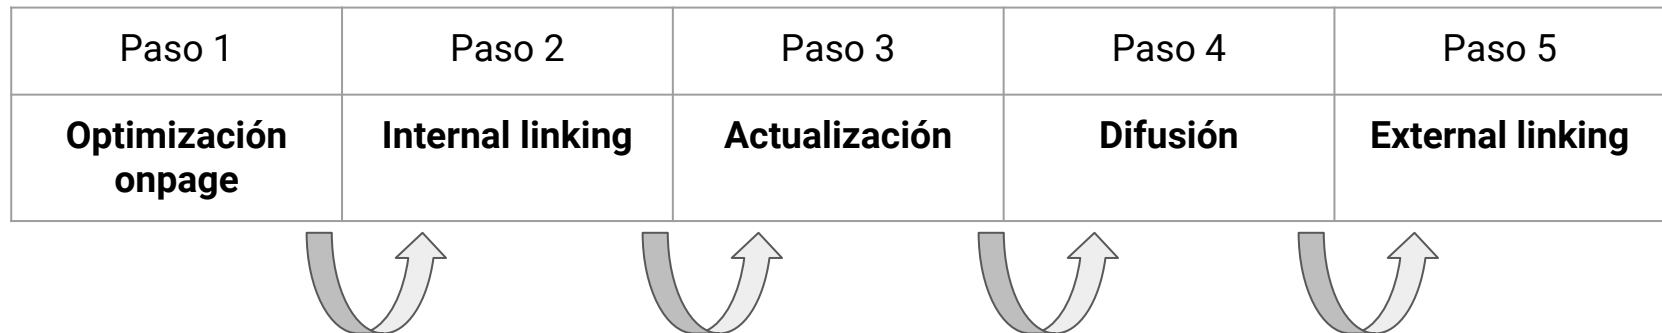 Paso 1
Paso 2
Paso 3
Paso 4
Paso 5
Optimización
onpage
Internal linking
Actualización
Difusión
External linking